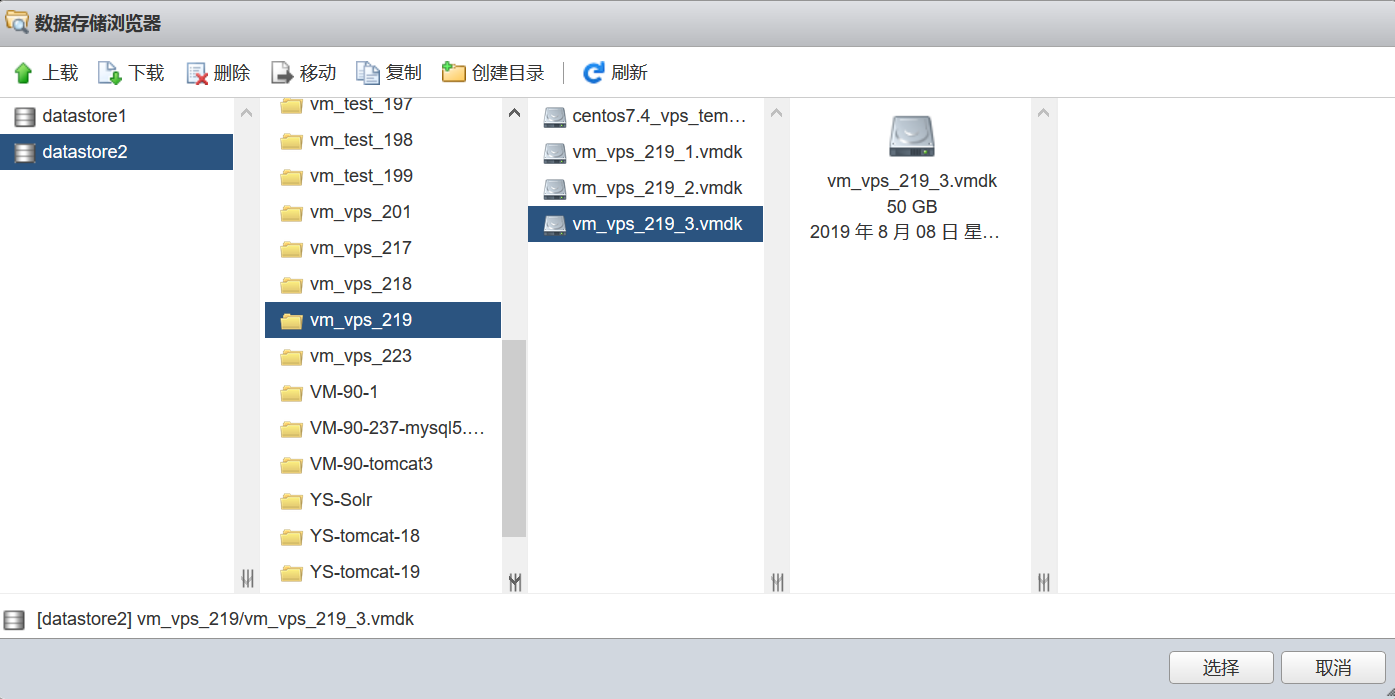 数据存储浏览器
上载 下载 删除 移动 复制 创建目录 刷新
datastore1
datastore2
vm_test_197
vm_test_198
vm_test_199
vm_vps_201
vm_vps_217
vm_vps_218
vm_vps_219
vm_vps_223
VM-90-1
VM-90-237-mysql5.…
VM-90-tomcat3
YS-Solr
YS-tomcat-18
YS-tomcat-19
centos7.4_vps_tem…
vm_vps_219_1.vmdk
vm_vps_219_2.vmdk
vm_vps_219_3.vmdk
vm_vps_219_3.vmdk
50 GB
2019 年 8 月 08 日 星…
[datastore2] vm_vps_219/vm_vps_219_3.vmdk
选择 取消